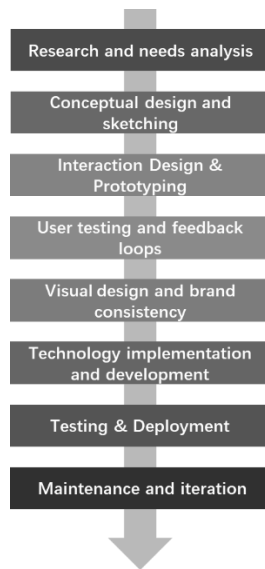 Research and needs analysis
Conceptual design and
sketching
Interaction Design &
Prototyping
User testing and feedback
loops
Visual design and brand
consistency
Technology implementation
and development
Testing & Deployment
Maintenance and iteration